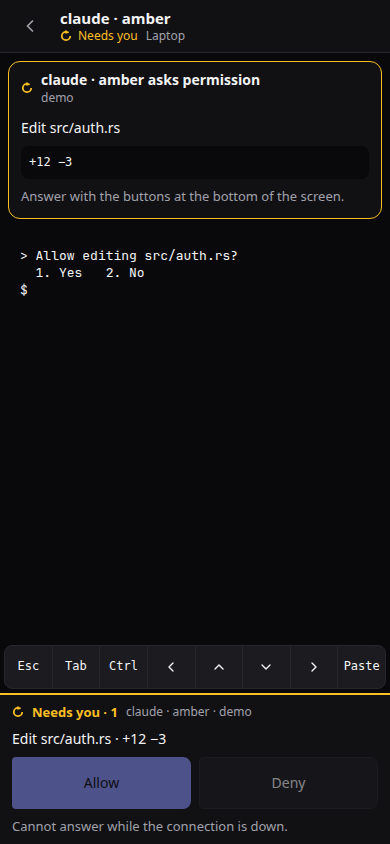 claude · amber
Needs you Laptop
claude · amber asks permission
demo
Edit src/auth.rs
+12 −3
Answer with the buttons at the bottom of the screen.
> Allow editing src/auth.rs?
1. Yes 2. No
$
Esc Tab Ctrl Paste
Needs you · 1 claude · amber · demo
Edit src/auth.rs · +12 −3
Allow Deny
Cannot answer while the connection is down.